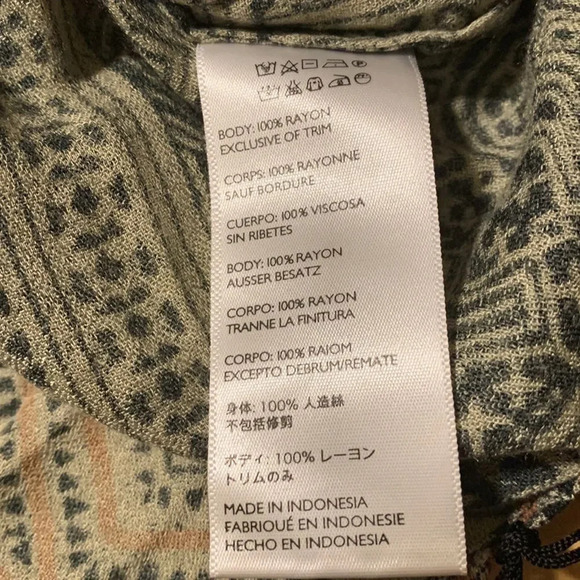 BODY: 100% RAYON
EXCLUSIVE OF TRIM
CORPS: 100% RAYONNE
SAUF BORDURE
CUERPO: 100% VISCOSA
SIN RIBETES
BODY: 100% RAYON
AUSSER BESATZ
CORPO: 100% RAYON
TRANNE LA FINITURA
CORPO: 100% RAIOM
EXCEPTO DEBRUM/REMATE
身体: 100% 人造絲
不包括修剪
ボディ: 100% レーヨン
トリムのみ
MADE IN INDONESIA
FABRIQUÉ EN INDONESIE
HECHO EN INDONESIA